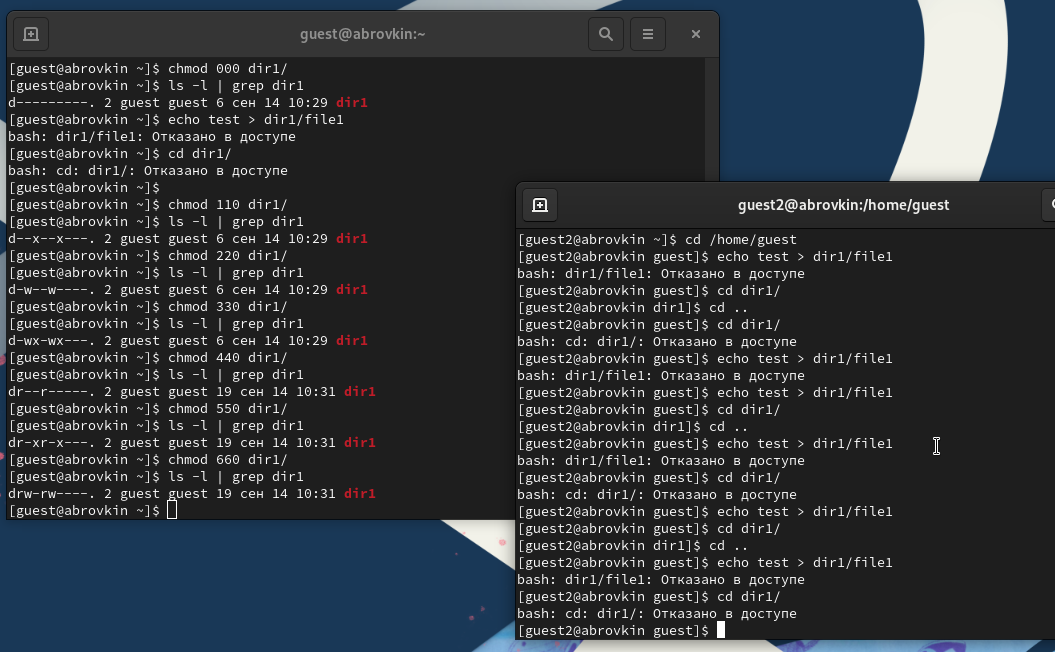 guest@abrovkin:~
[guest@abrovkin ~]$ chmod 000 dir1/
[guest@abrovkin ~]$ ls -l | grep dir1
d---------. 2 guest guest 6 сен 14 10:29 dir1
[guest@abrovkin ~]$ echo test > dir1/file1
bash: dir1/file1: Отказано в доступе
[guest@abrovkin ~]$ cd dir1/
bash: cd: dir1/: Отказано в доступе
[guest@abrovkin ~]$
[guest@abrovkin ~]$ chmod 110 dir1/
[guest@abrovkin ~]$ ls -l | grep dir1
d--x--x---. 2 guest guest 6 сен 14 10:29 dir1
[guest@abrovkin ~]$ chmod 220 dir1/
[guest@abrovkin ~]$ ls -l | grep dir1
d-w--w----. 2 guest guest 6 сен 14 10:29 dir1
[guest@abrovkin ~]$ chmod 330 dir1/
[guest@abrovkin ~]$ ls -l | grep dir1
d-wx-wx---. 2 guest guest 6 сен 14 10:29 dir1
[guest@abrovkin ~]$ chmod 440 dir1/
[guest@abrovkin ~]$ ls -l | grep dir1
dr--r-----. 2 guest guest 19 сен 14 10:31 dir1
[guest@abrovkin ~]$ chmod 550 dir1/
[guest@abrovkin ~]$ ls -l | grep dir1
dr-xr-x---. 2 guest guest 19 сен 14 10:31 dir1
[guest@abrovkin ~]$ chmod 660 dir1/
[guest@abrovkin ~]$ ls -l | grep dir1
drw-rw----. 2 guest guest 19 сен 14 10:31 dir1
[guest@abrovkin ~]$
guest2@abrovkin:/home/guest
[guest2@abrovkin ~]$ cd /home/guest
[guest2@abrovkin guest]$ echo test > dir1/file1
bash: dir1/file1: Отказано в доступе
[guest2@abrovkin guest]$ cd dir1/
[guest2@abrovkin dir1]$ cd ..
[guest2@abrovkin guest]$ cd dir1/
bash: cd: dir1/: Отказано в доступе
[guest2@abrovkin guest]$ echo test > dir1/file1
bash: dir1/file1: Отказано в доступе
[guest2@abrovkin guest]$ echo test > dir1/file1
[guest2@abrovkin guest]$ cd dir1/
[guest2@abrovkin dir1]$ cd ..
[guest2@abrovkin guest]$ echo test > dir1/file1
bash: dir1/file1: Отказано в доступе
[guest2@abrovkin guest]$ cd dir1/
bash: cd: dir1/: Отказано в доступе
[guest2@abrovkin guest]$ echo test > dir1/file1
[guest2@abrovkin guest]$ cd dir1/
[guest2@abrovkin dir1]$ cd ..
[guest2@abrovkin guest]$ echo test > dir1/file1
bash: dir1/file1: Отказано в доступе
[guest2@abrovkin guest]$ cd dir1/
bash: cd: dir1/: Отказано в доступе
[guest2@abrovkin guest]$